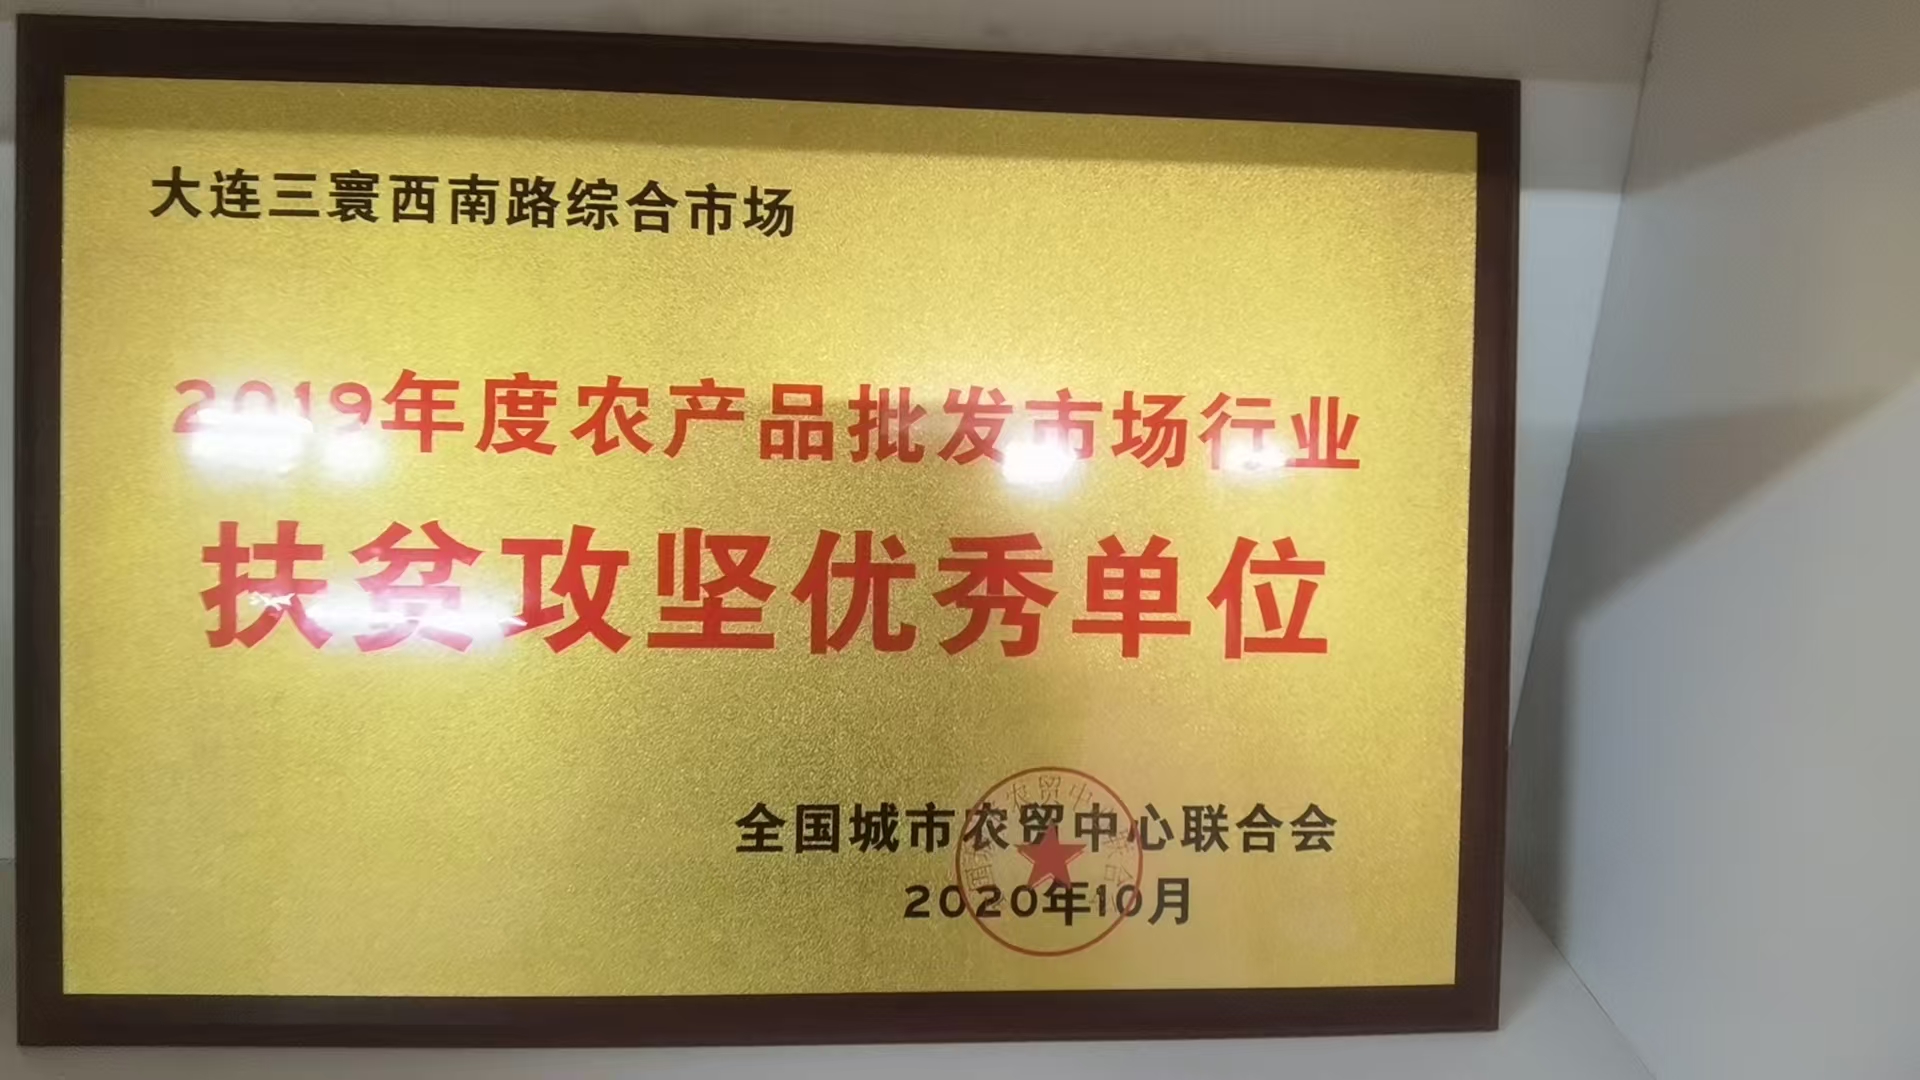 大连三寰西南路综合市场
2019年度农产品批发市场行业
扶贫攻坚优秀单位
全国城市农贸中心联合会
2020年10月